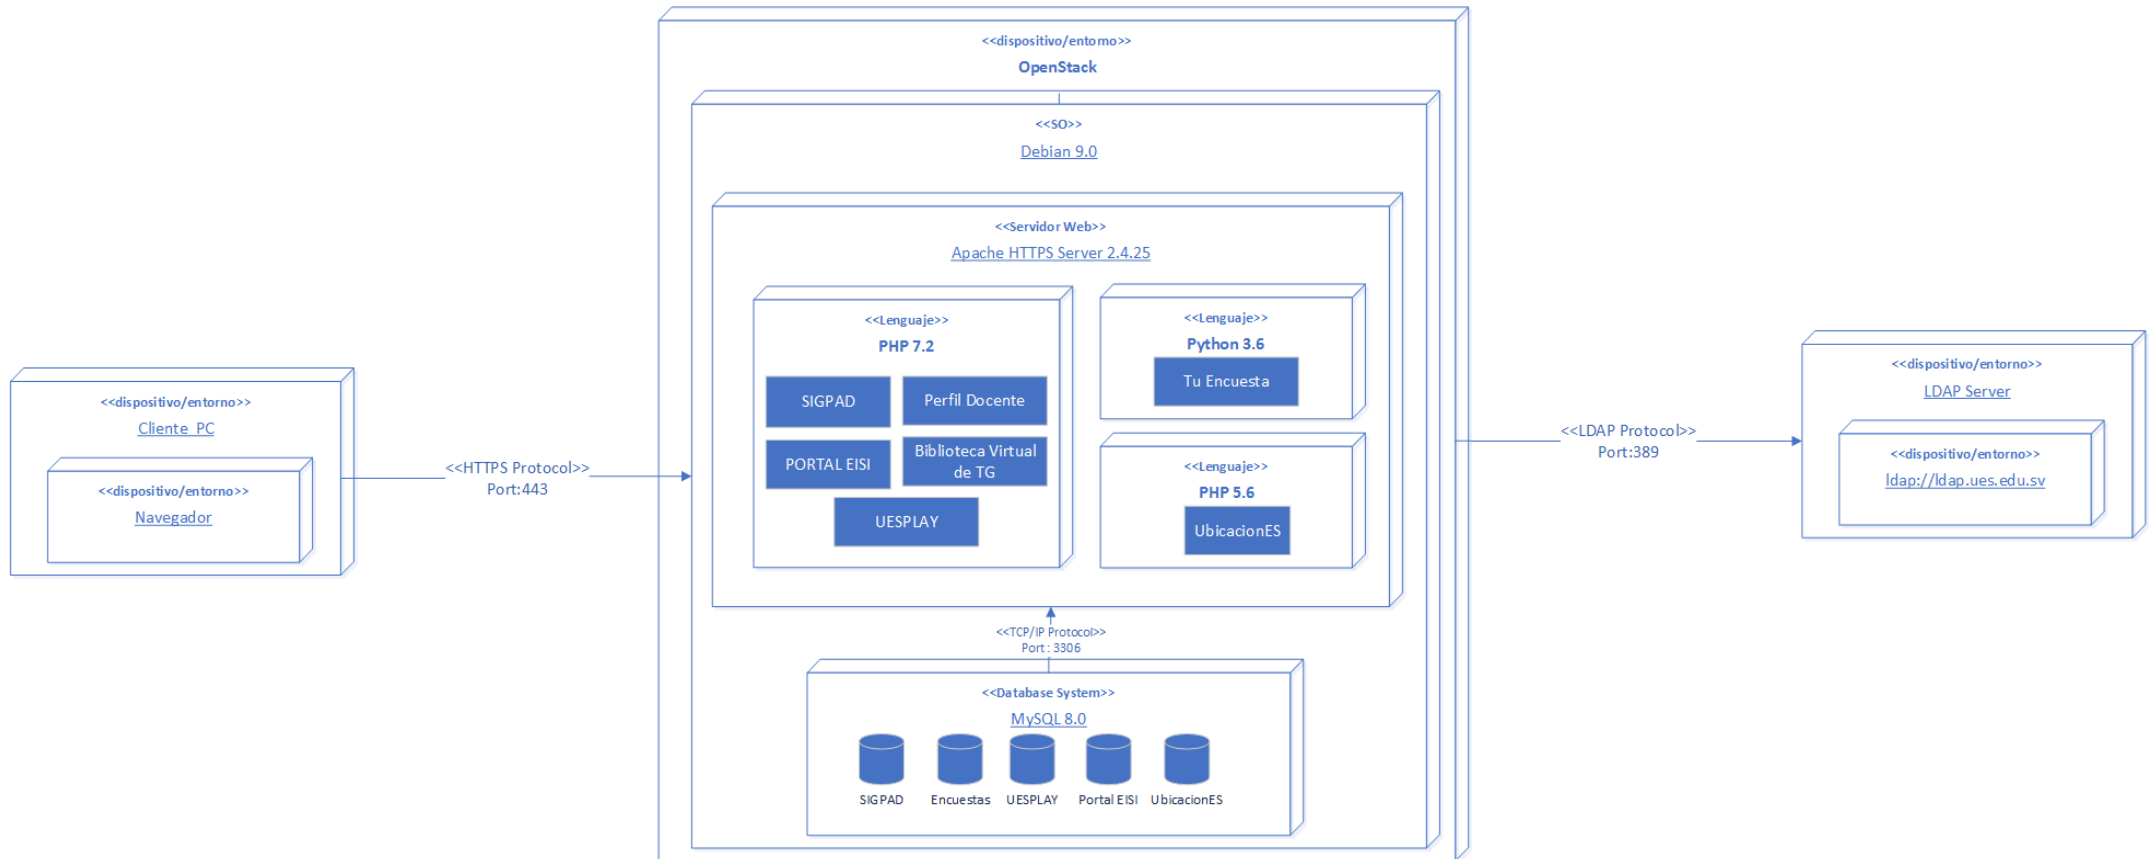 <<dispositivo/entorno>>
OpenStack
<<SO>>
Debian 9.0
<<Servidor Web>>
Apache HTTPS Server 2.4.25
<<Lenguaje>>
PHP 7.2
SIGPAD
Perfil Docente
PORTAL EISI
Biblioteca Virtual
de TG
UESPLAY
<<Lenguaje>>
Python 3.6
Tu Encuesta
<<Lenguaje>>
PHP 5.6
UbicacionES
<<dispositivo/entorno>>
Cliente_PC
<<dispositivo/entorno>>
Navegador
<<HTTPS Protocol>>
Port:443
<<LDAP Protocol>>
Port:389
<<dispositivo/entorno>>
LDAP Server
<<dispositivo/entorno>>
ldap://ldap.ues.edu.sv
<<TCP/IP Protocol>>
Port : 3306
<<Database System>>
MySQL 8.0
SIGPAD
Encuestas
UESPLAY
Portal EISI
UbicacionES